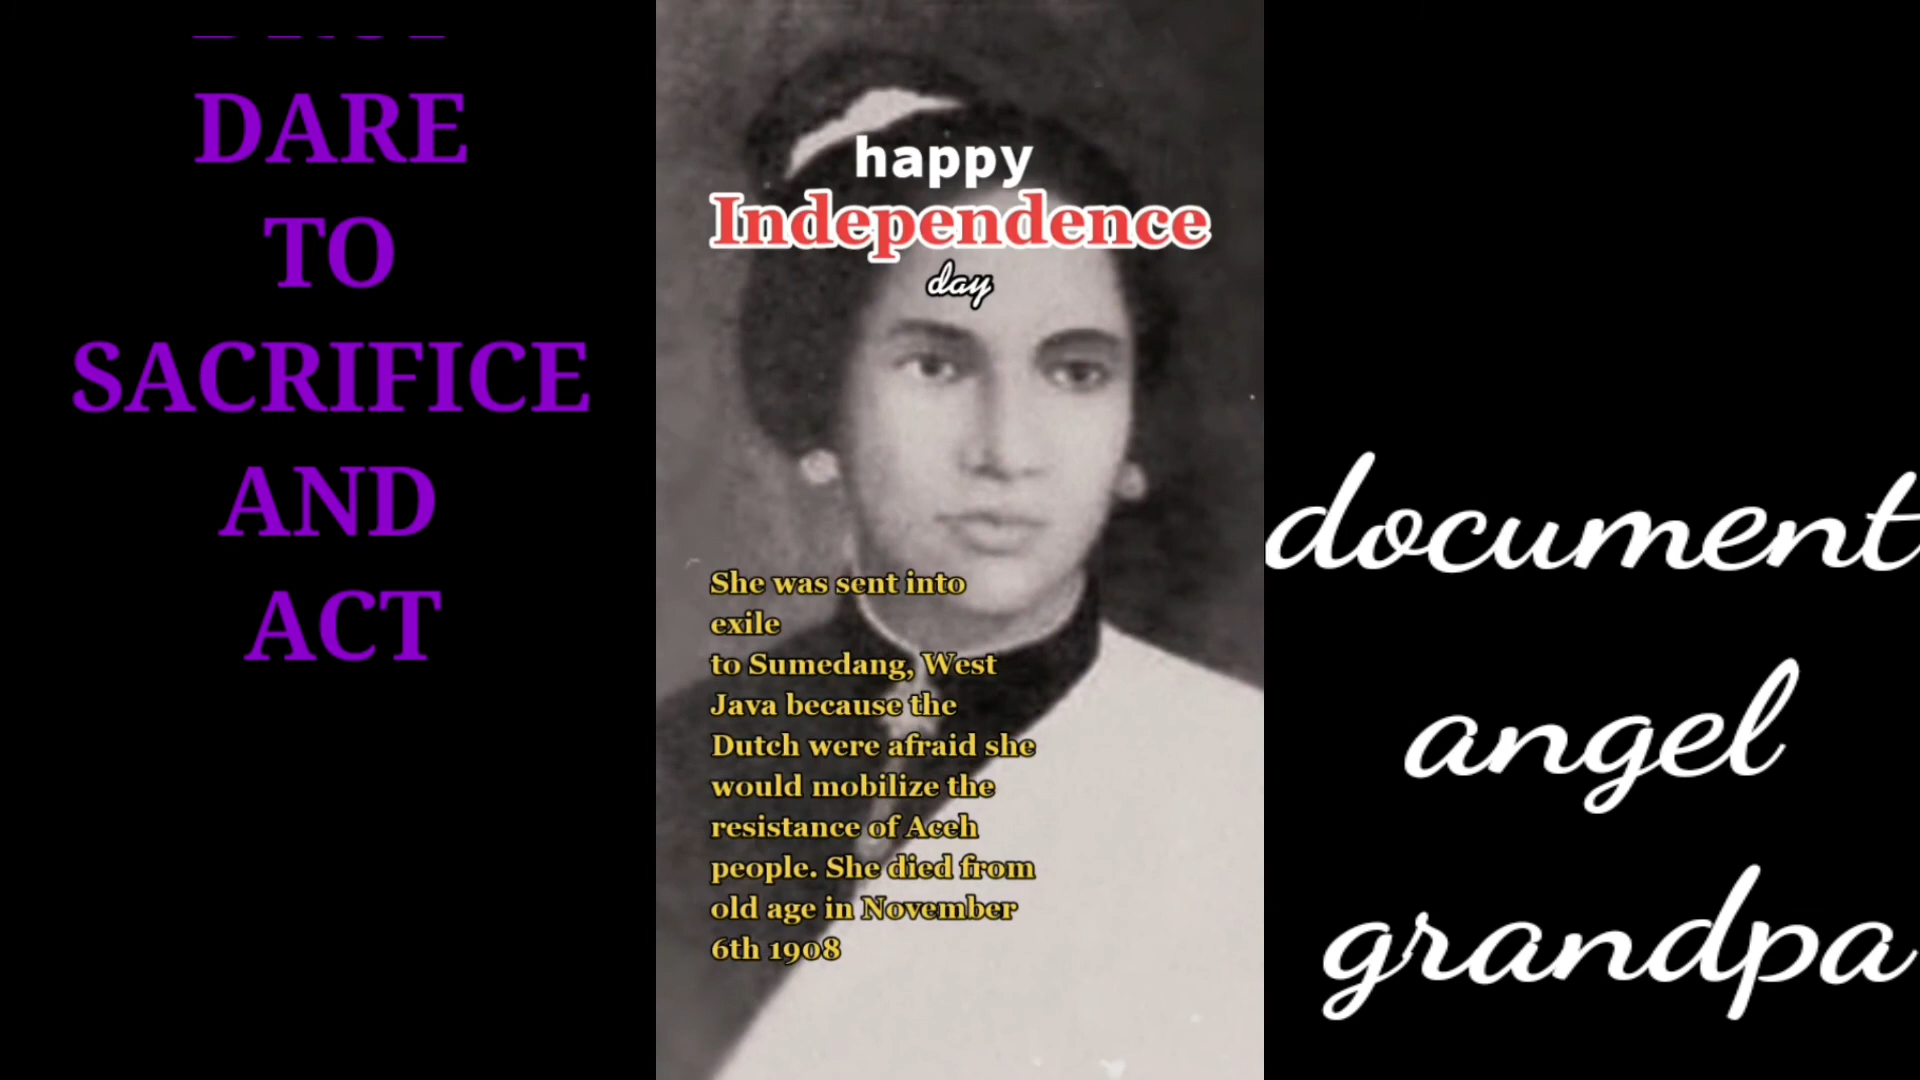 DARE
TO
SACRIFICE
AND
ACT
happy
Independence
day
She was sent into
exile
to Sumedang, West
Java because the
Dutch were afraid she
would mobilize the
resistance of Aceh
people. She died from
old age in November
6th 1908
document
angel
grandpa